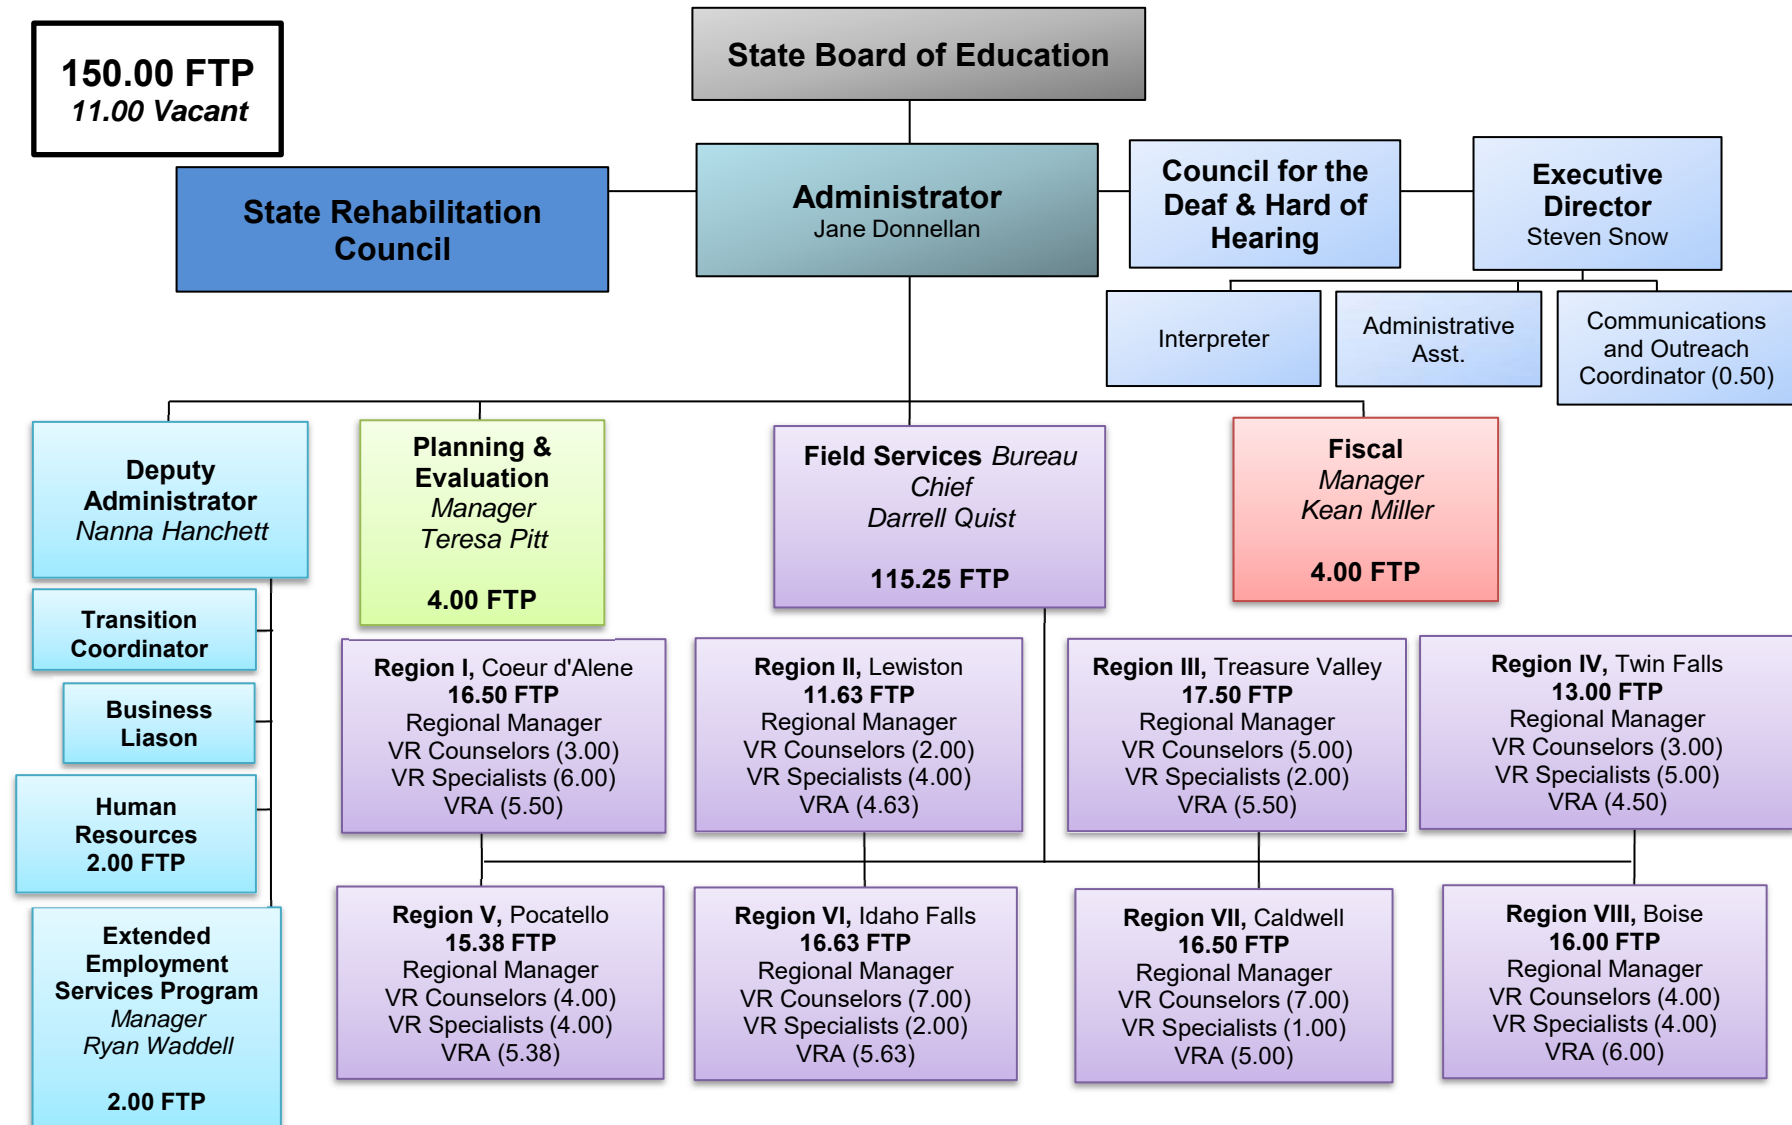 150.00 FTP
11.00 Vacant
State Board of Education
State Rehabilitation
Council
Administrator
Jane Donnellan
Council for the
Deaf & Hard of
Hearing
Executive
Director
Steven Snow
Interpreter
Administrative
Asst.
Communications
and Outreach
Coordinator (0.50)
Deputy
Administrator
Nanna Hanchett
Planning &
Evaluation
Manager
Teresa Pitt
4.00 FTP
Field Services Bureau
Chief
Darrell Quist
115.25 FTP
Fiscal
Manager
Kean Miller
4.00 FTP
Transition
Coordinator
Business
Liason
Human
Resources
2.00 FTP
Extended
Employment
Services Program
Manager
Ryan Waddell
2.00 FTP
Region I, Coeur d'Alene
16.50 FTP
Regional Manager
VR Counselors (3.00)
VR Specialists (6.00)
VRA (5.50)
Region II, Lewiston
11.63 FTP
Regional Manager
VR Counselors (2.00)
VR Specialists (4.00)
VRA (4.63)
Region III, Treasure Valley
17.50 FTP
Regional Manager
VR Counselors (5.00)
VR Specialists (2.00)
VRA (5.50)
Region IV, Twin Falls
13.00 FTP
Regional Manager
VR Counselors (3.00)
VR Specialists (5.00)
VRA (4.50)
Region V, Pocatello
15.38 FTP
Regional Manager
VR Counselors (4.00)
VR Specialists (4.00)
VRA (5.38)
Region VI, Idaho Falls
16.63 FTP
Regional Manager
VR Counselors (7.00)
VR Specialists (2.00)
VRA (5.63)
Region VII, Caldwell
16.50 FTP
Regional Manager
VR Counselors (7.00)
VR Specialists (1.00)
VRA (5.00)
Region VIII, Boise
16.00 FTP
Regional Manager
VR Counselors (4.00)
VR Specialists (4.00)
VRA (6.00)